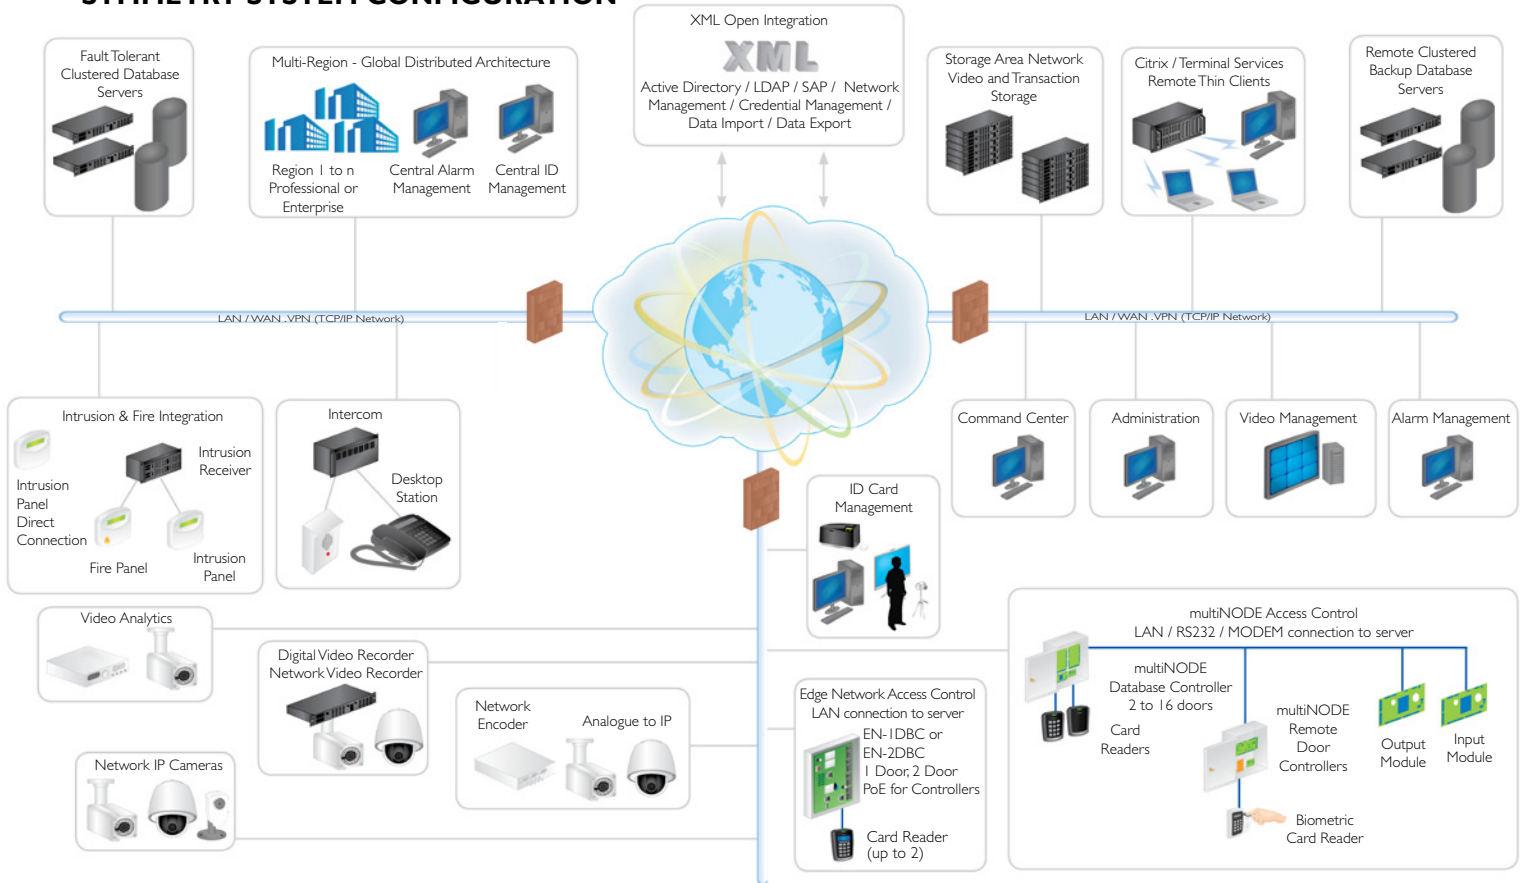 SYMMETRY SYSTEM CONFIGURATION
Fault Tolerant
Clustered Database
Servers
Multi-Region - Global Distributed Architecture
Region 1 to n
Professional or
Enterprise
Central Alarm
Management
Central ID
Management
XML Open Integration
XML
Active Directory / LDAP / SAP / Network
Management / Credential Management /
Data Import / Data Export
Storage Area Network
Video and Transaction
Storage
Citrix / Terminal Services
Remote Thin Clients
Remote Clustered
Backup Database
Servers
LAN / WAN .VPN (TCP/IP Network)
LAN / WAN .VPN (TCP/IP Network)
Intrusion & Fire Integration
Intrusion
Receiver
Intrusion
Panel
Direct
Connection
Fire Panel
Intrusion
Panel
Intercom
Desktop
Station
Command Center
Administration
Video Management
Alarm Management
ID Card
Management
Video Analytics
Digital Video Recorder
Network Video Recorder
Network
Encoder
Analogue to IP
Network IP Cameras
Edge Network Access Control
LAN connection to server
EN-1DBC or
EN-2DBC
1 Door, 2 Door
PoE for Controllers
Card Reader
(up to 2)
multiNODE Access Control
LAN / RS232 / MODEM connection to server
multiNODE
Database Controller
2 to 16 doors
Card
Readers
multiNODE
Remote
Door
Controllers
Output
Module
Input
Module
Biometric
Card Reader